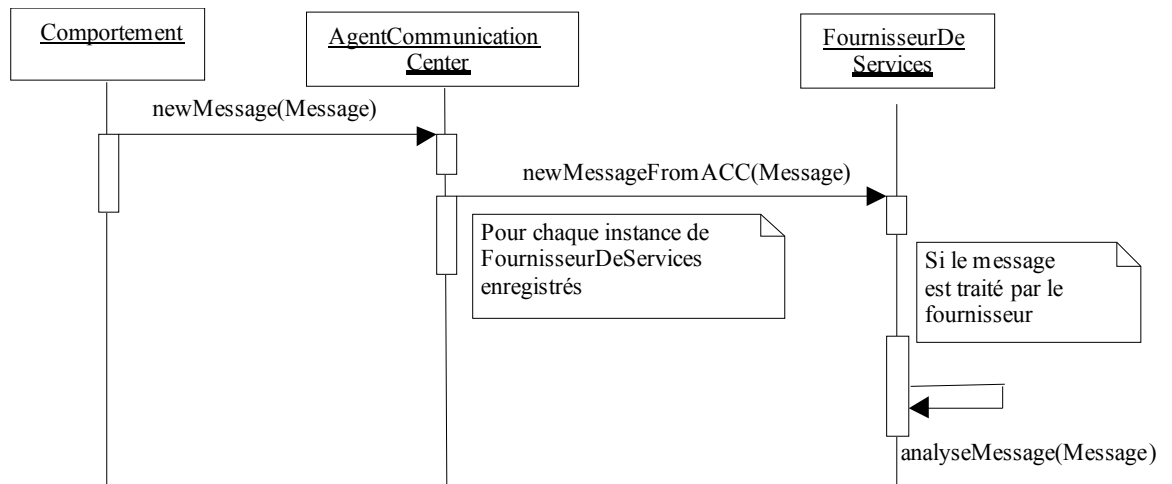 Comportement
AgentCommunication
Center
FournisseurDe
Services
newMessage(Message)
newMessageFromACC(Message)
Pour chaque instance de
FournisseurDeServices
enregistrés
Si le message
est traité par le
fournisseur
analyseMessage(Message)